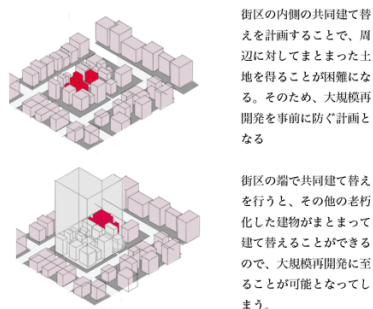 街区の内側の共同建て替
えを計画することで、周
辺に対してまとまった土
地を得ることが困難にな
る。そのため、大規模再
開発を事前に防ぐ計画と
なる
街区の端で共同建て替え
を行うと、その他の老朽
化した建物がまとまって
建て替えることができる
ので、大規模再開発に至
ることが可能となってし
まう。